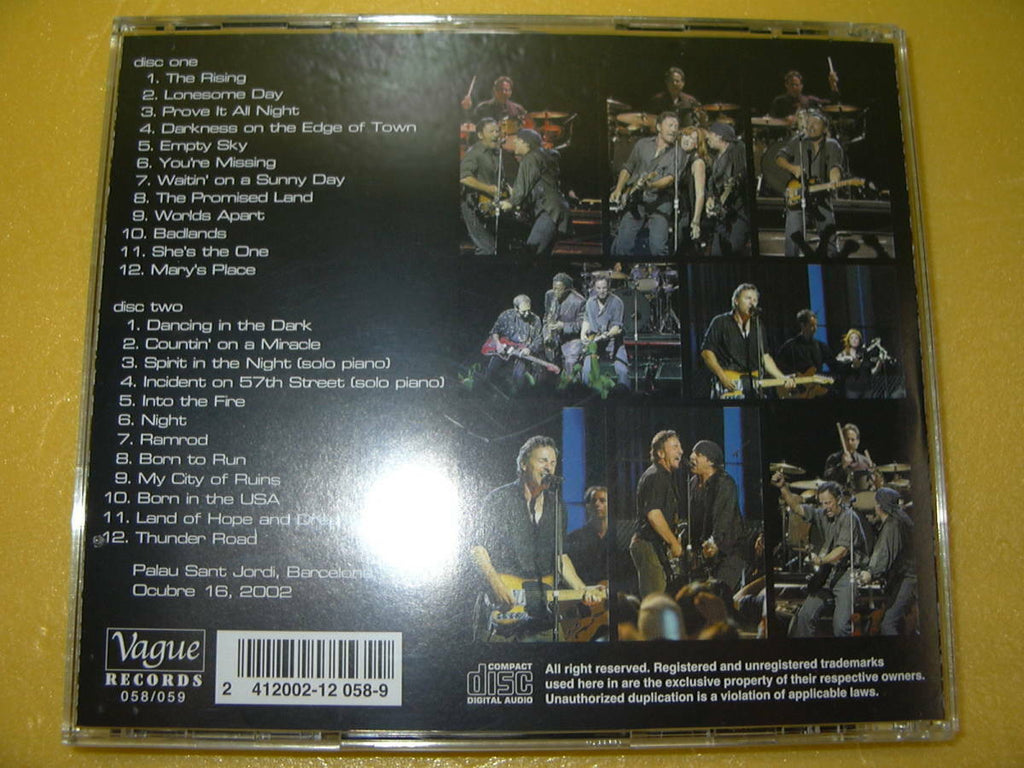 disc one
1. The Rising
2. Lonesome Day
3. Prove It All Night
4. Darkness on the Edge of Town
5. Empty Sky
6. You're Missing
7. Waitin' on a Sunny Day
8. The Promised Land
9. Worlds Apart
10. Badlands
11. She's the One
12. Mary's Place
disc two
1. Dancing in the Dark
2. Countin' on a Miracle
3. Spirit in the Night (solo piano)
4. Incident on 57th Street (solo piano)
5. Into the Fire
6. Night
7. Ramrod
8. Born to Run
9. My City of Ruins
10. Born in the USA
11. Land of Hope and
12. Thunder Road
Palau Sant Jordi, Barcelona
Ocubre 16, 2002
Vague
RECORDS
058/059
2 412002-12 058-9
COMPACT
disc
DIGITAL AUDIO
All right reserved. Registered and unregistered trademarks
used here in are the exclusive property of their respective owners.
Unauthorized duplication is a violation of applicable laws.